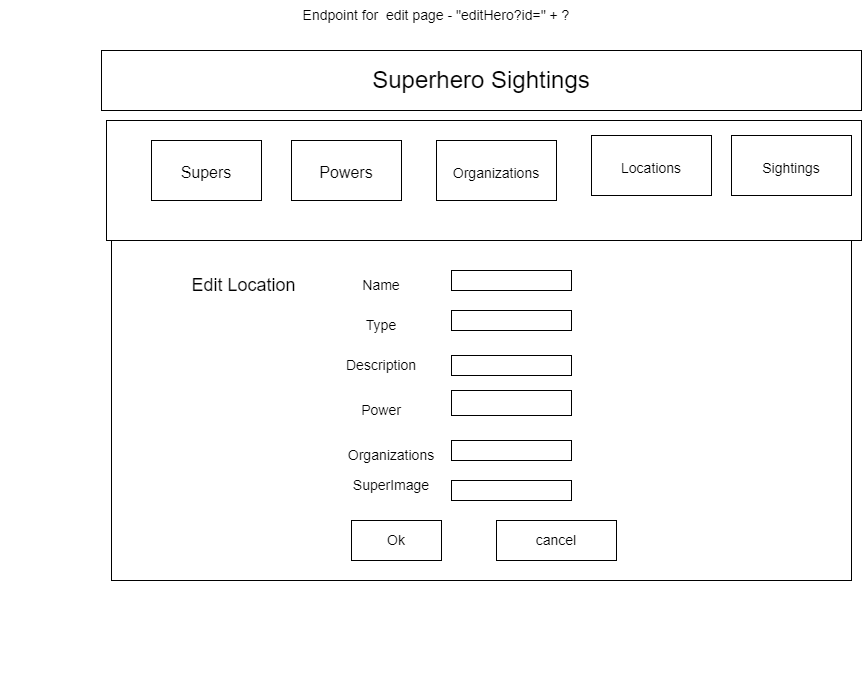 Endpoint for edit page - "editHero?id=" + ?
Superhero Sightings
Supers
Powers
Organizations
Locations
Sightings
Edit Location
Name
Type
Description
Power
Organizations
SuperImage
Ok
cancel